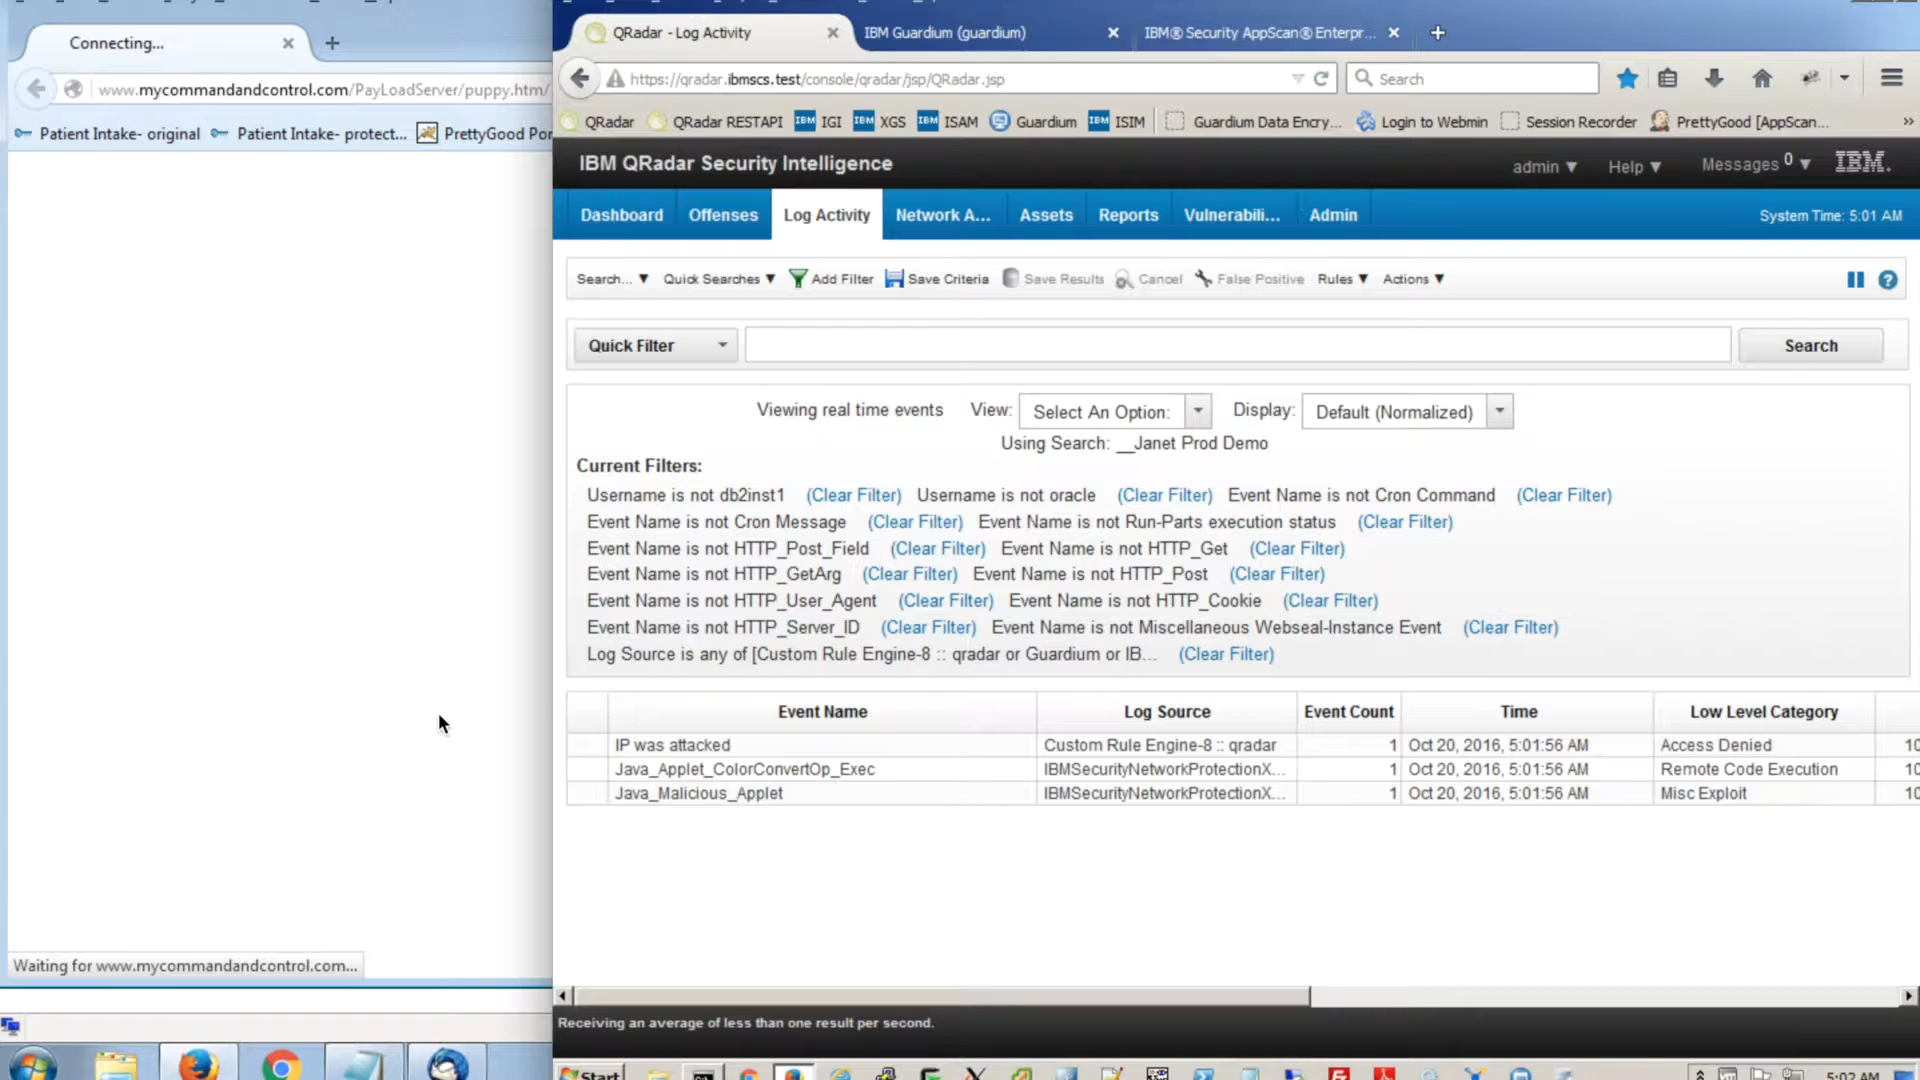 Connecting...
www.mycommandandcontrol.com/PayLoadServer/puppy.htm/
Patient Intake- original Patient Intake- protect... PrettyGood Por
Waiting for www.mycommandandcontrol.com...
QRadar - Log Activity IBM Guardium (guardium) IBM® Security AppScan® Enterpr...
https://qradar.ibmscs.test/console/qradar/jsp/QRadar.jsp Search
QRadar QRadar RESTAPI IBM IGI IBM XGS IBM ISAM Guardium IBM ISIM Guardium Data Encry... Login to Webmin Session Recorder PrettyGood [AppScan... »
IBM QRadar Security Intelligence admin ▼ Help ▼ Messages 0 ▼ IBM.
Dashboard Offenses Log Activity Network A... Assets Reports Vulnerabili... Admin System Time: 5:01 AM
Search... ▼ Quick Searches ▼ Add Filter Save Criteria Save Results Cancel False Positive Rules ▼ Actions ▼
Quick Filter Search
Viewing real time events View: Select An Option: Display: Default (Normalized)
Using Search: __Janet Prod Demo
Current Filters:
Username is not db2inst1 (Clear Filter) Username is not oracle (Clear Filter) Event Name is not Cron Command (Clear Filter)
Event Name is not Cron Message (Clear Filter) Event Name is not Run-Parts execution status (Clear Filter)
Event Name is not HTTP_Post_Field (Clear Filter) Event Name is not HTTP_Get (Clear Filter)
Event Name is not HTTP_GetArg (Clear Filter) Event Name is not HTTP_Post (Clear Filter)
Event Name is not HTTP_User_Agent (Clear Filter) Event Name is not HTTP_Cookie (Clear Filter)
Event Name is not HTTP_Server_ID (Clear Filter) Event Name is not Miscellaneous Webseal-Instance Event (Clear Filter)
Log Source is any of [Custom Rule Engine-8 :: qradar or Guardium or IB... (Clear Filter)
Event Name Log Source Event Count Time Low Level Category
IP was attacked Custom Rule Engine-8 :: qradar 1 Oct 20, 2016, 5:01:56 AM Access Denied 10
Java_Applet_ColorConvertOp_Exec IBMSecurityNetworkProtectionX... 1 Oct 20, 2016, 5:01:56 AM Remote Code Execution 10
Java_Malicious_Applet IBMSecurityNetworkProtectionX... 1 Oct 20, 2016, 5:01:56 AM Misc Exploit 10
Receiving an average of less than one result per second.
Start 5:02 AM